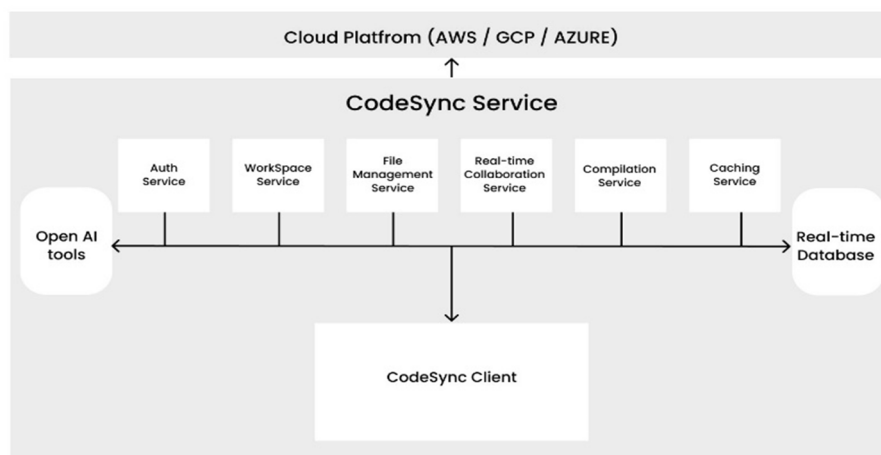 Cloud Platfrom (AWS / GCP / AZURE)
CodeSync Service
Auth
Service
WorkSpace
Service
File
Management
Service
Real-time
Collaboration
Service
Compilation
Service
Caching
Service
Open AI
tools
Real-time
Database
CodeSync Client